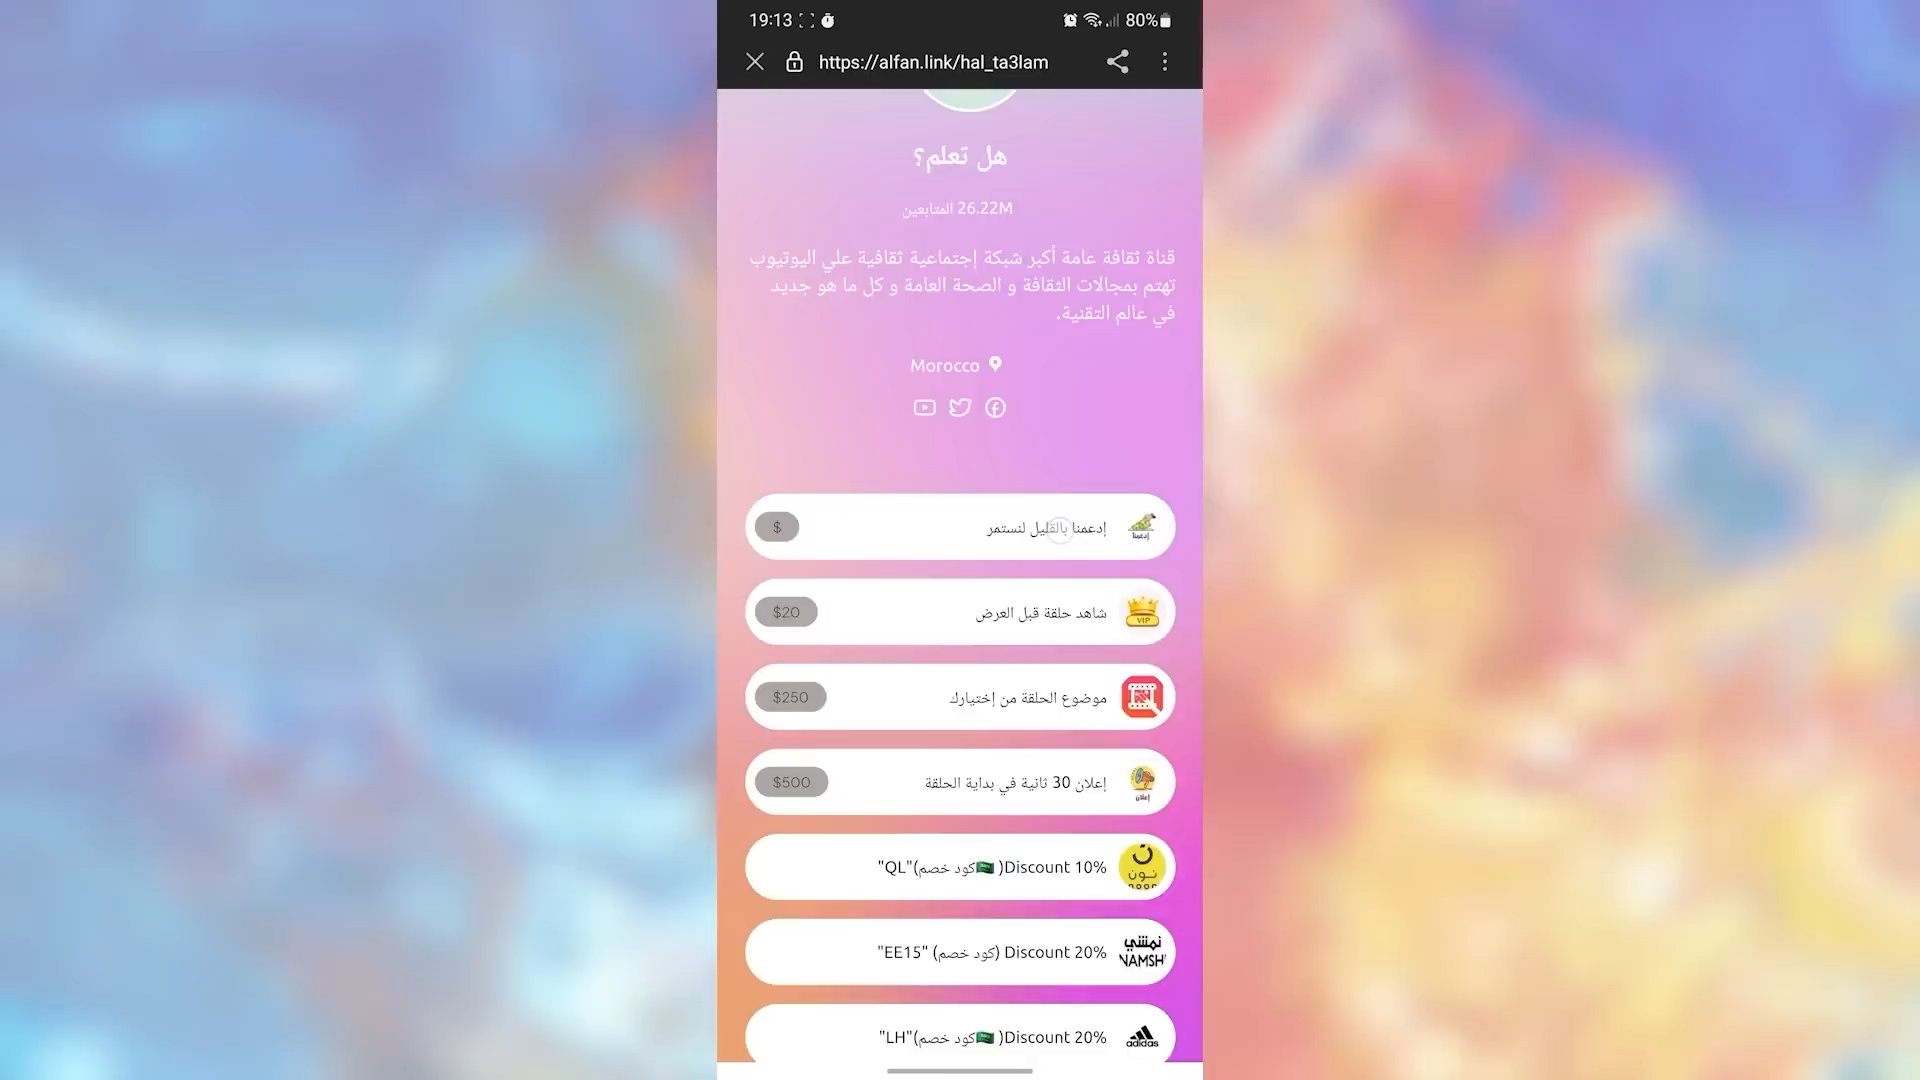 19:13
80%
https://alfan.link/hal_ta3lam
هل تعلم؟
26.22M المتابعين
قناة ثقافة عامة أكبر شبكة إجتماعية ثقافية علي اليوتيوب
تهتم بمجالات الثقافة و الصحة العامة و كل ما هو جديد
في عالم التقنية.
Morocco
إدعمنا
إدعمنا بالقليل لنستمر
$
VIP
شاهد حلقة قبل العرض
$20
موضوع الحلقة من إختيارك
$250
إعلان
إعلان 30 ثانية في بداية الحلقة
$500
نون
noon
Discount 10% (🇸🇦كود خصم)"QL"
نمشي
NAMSHI
Discount 20% (كود خصم) "EE15"
adidas
Discount 20% (🇸🇦كود خصم)"LH"